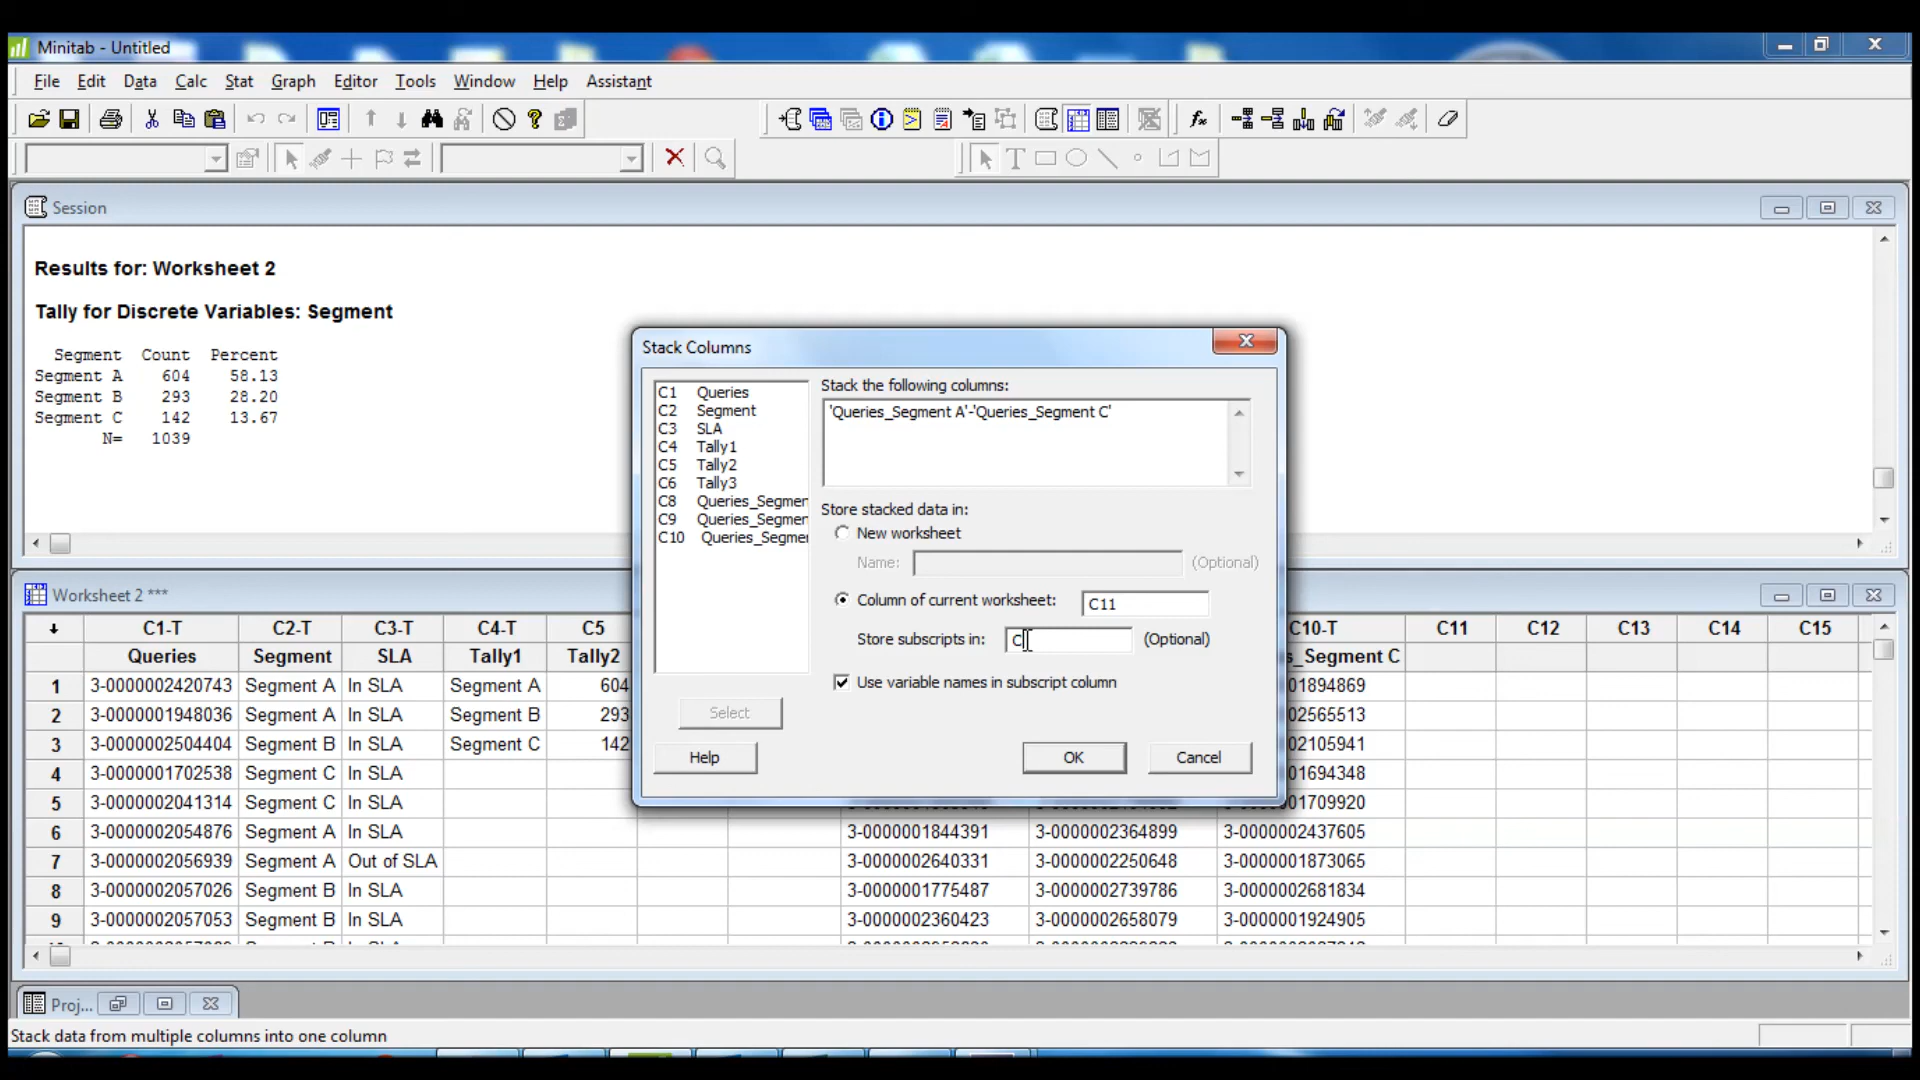 Minitab - Untitled
File Edit Data Calc Stat Graph Editor Tools Window Help Assistant
Session
Results for: Worksheet 2
Tally for Discrete Variables: Segment
Segment Count Percent
Segment A 604 58.13
Segment B 293 28.20
Segment C 142 13.67
N= 1039
Stack Columns
C1 Queries
C2 Segment
C3 SLA
C4 Tally1
C5 Tally2
C6 Tally3
C8 Queries_Segmen
C9 Queries_Segmen
C10 Queries_Segme
Select
Help
Stack the following columns:
'Queries_Segment A'-'Queries_Segment C'
Store stacked data in:
New worksheet
Name: (Optional)
Column of current worksheet: C11
Store subscripts in: C (Optional)
Use variable names in subscript column
OK Cancel
Worksheet 2 ***
C1-T C2-T C3-T C4-T C5 C10-T C11 C12 C13 C14 C15
Queries Segment SLA Tally1 Tally2 s_Segment C
1 3-0000002420743 Segment A In SLA Segment A 604 01894869
2 3-0000001948036 Segment A In SLA Segment B 293 02565513
3 3-0000002504404 Segment B In SLA Segment C 142 02105941
4 3-0000001702538 Segment C In SLA 01694348
5 3-0000002041314 Segment C In SLA 01709920
6 3-0000002054876 Segment A In SLA 3-0000001844391 3-0000002364899 3-0000002437605
7 3-0000002056939 Segment A Out of SLA 3-0000002640331 3-0000002250648 3-0000001873065
8 3-0000002057026 Segment B In SLA 3-0000001775487 3-0000002739786 3-0000002681834
9 3-0000002057053 Segment B In SLA 3-0000002360423 3-0000002658079 3-0000001924905
Proj...
Stack data from multiple columns into one column